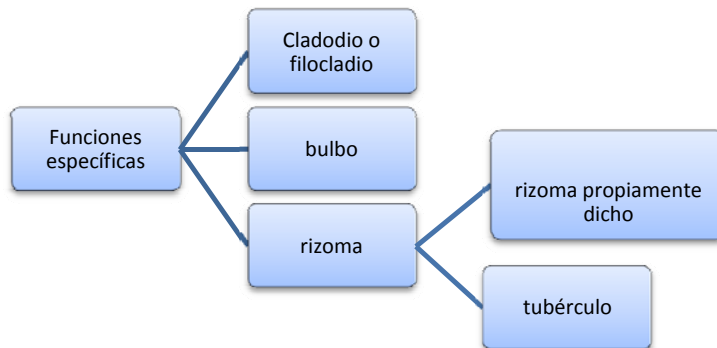 Cladodio o
filocladio
Funciones
específicas
bulbo
rizoma
rizoma propiamente
dicho
tubérculo